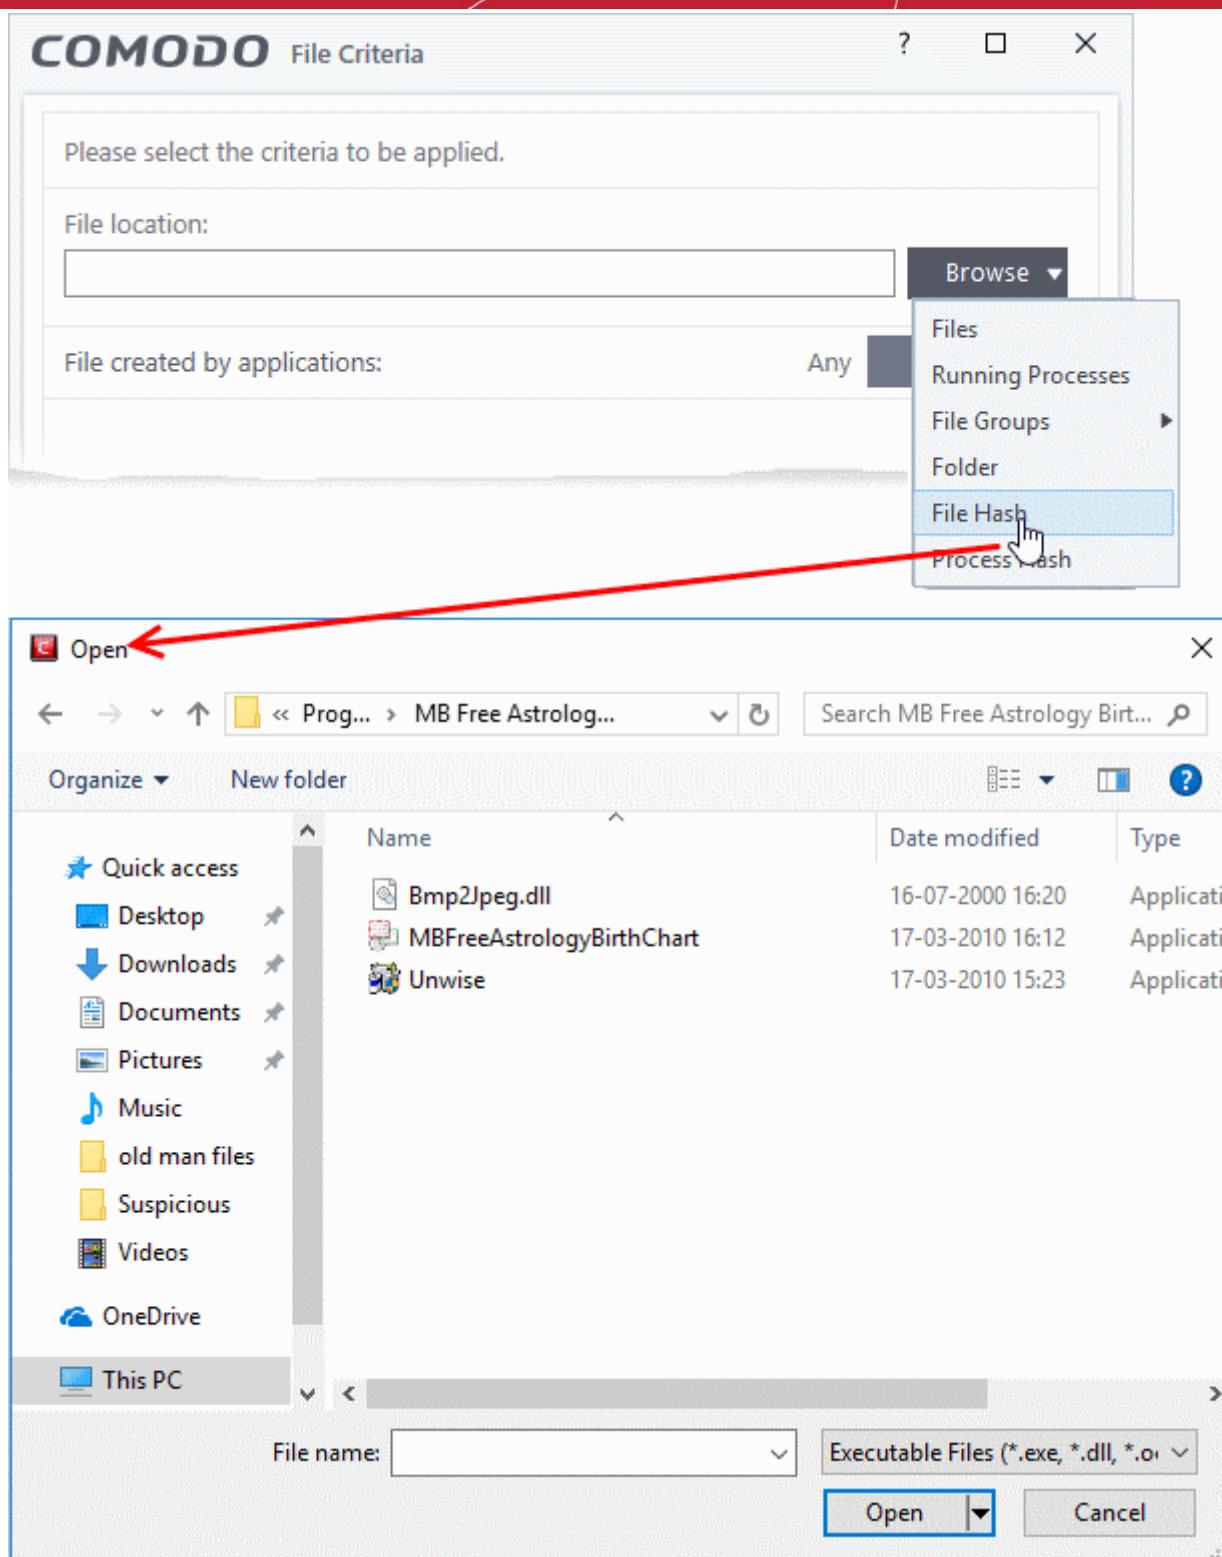 COMODO File Criteria ?
Please select the criteria to be applied.
File location:
Browse
Files
File created by applications: Any
Running Processes
File Groups
Folder
File Hash
Process Hash
Open
« Prog... › MB Free Astrolog...
Search MB Free Astrology Birt...
Organize New folder ?
Name Date modified Type
Quick access
Desktop
Downloads
Documents
Pictures
Music
old man files
Suspicious
Videos
OneDrive
This PC
Bmp2Jpeg.dll 16-07-2000 16:20 Applicati
MBFreeAstrologyBirthChart 17-03-2010 16:12 Applicati
Unwise 17-03-2010 15:23 Applicati
File name: Executable Files (*.exe, *.dll, *.o
Open Cancel